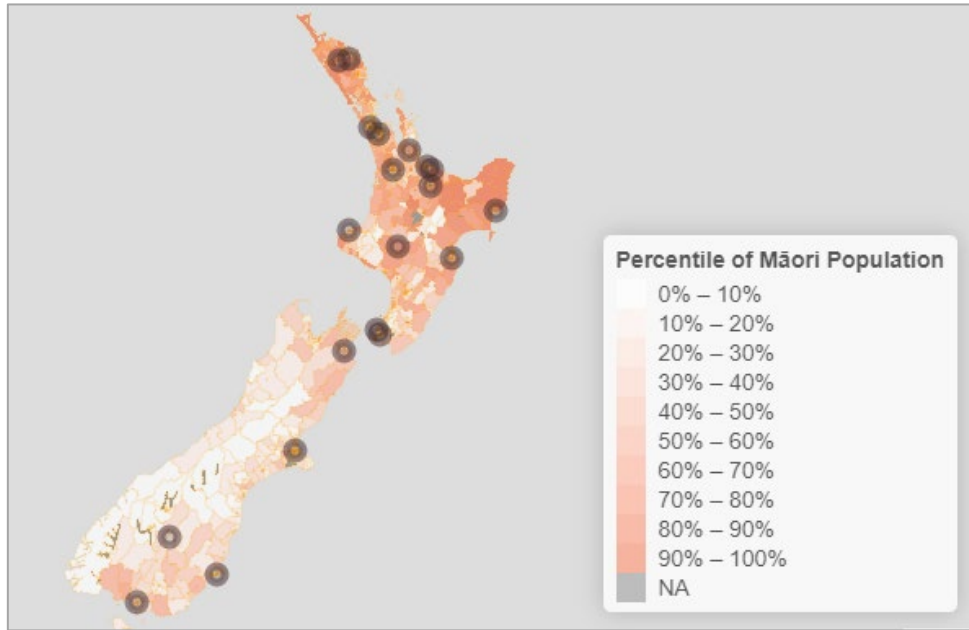 Percentile of Māori Population
0% – 10%
10% – 20%
20% – 30%
30% – 40%
40% – 50%
50% – 60%
60% – 70%
70% – 80%
80% – 90%
90% – 100%
NA